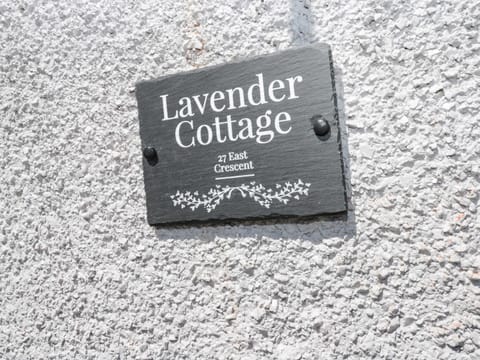 Lavender
Cottage
27 East
Crescent